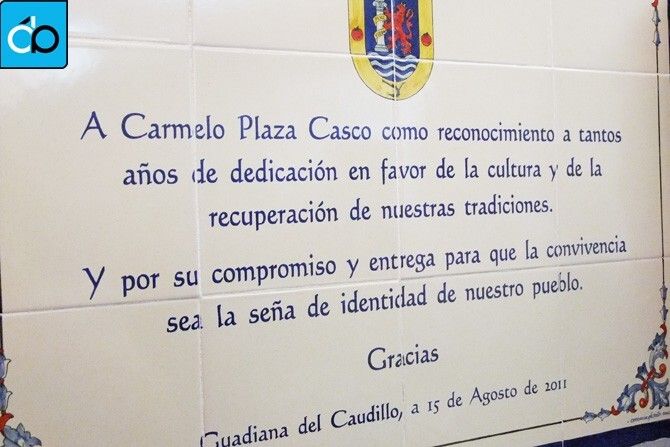 A Carmelo Plaza Casco como reconocimiento a tantos
años de dedicación en favor de la cultura y de la
recuperación de nuestras tradiciones.
Y por su compromiso y entrega para que la convivencia
sea la seña de identidad de nuestro pueblo.
Gracias
Guadiana del Caudillo, a 15 de Agosto de 2011